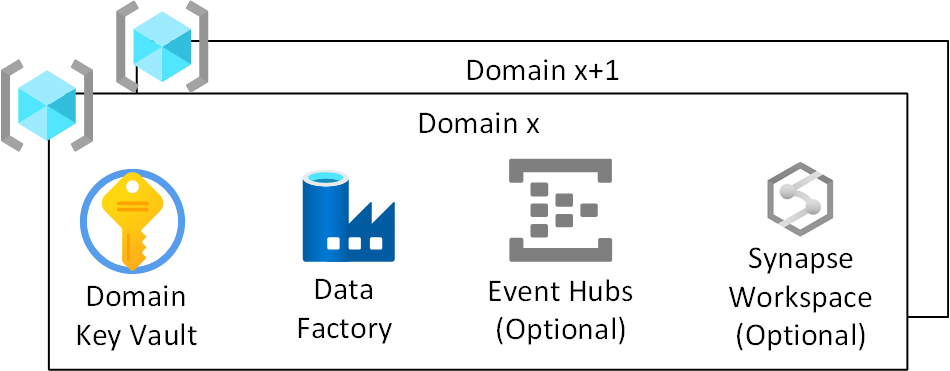 Domain x+1
Domain x
Domain
Key Vault
Data
Factory
Event Hubs
(Optional)
Synapse
Workspace
(Optional)